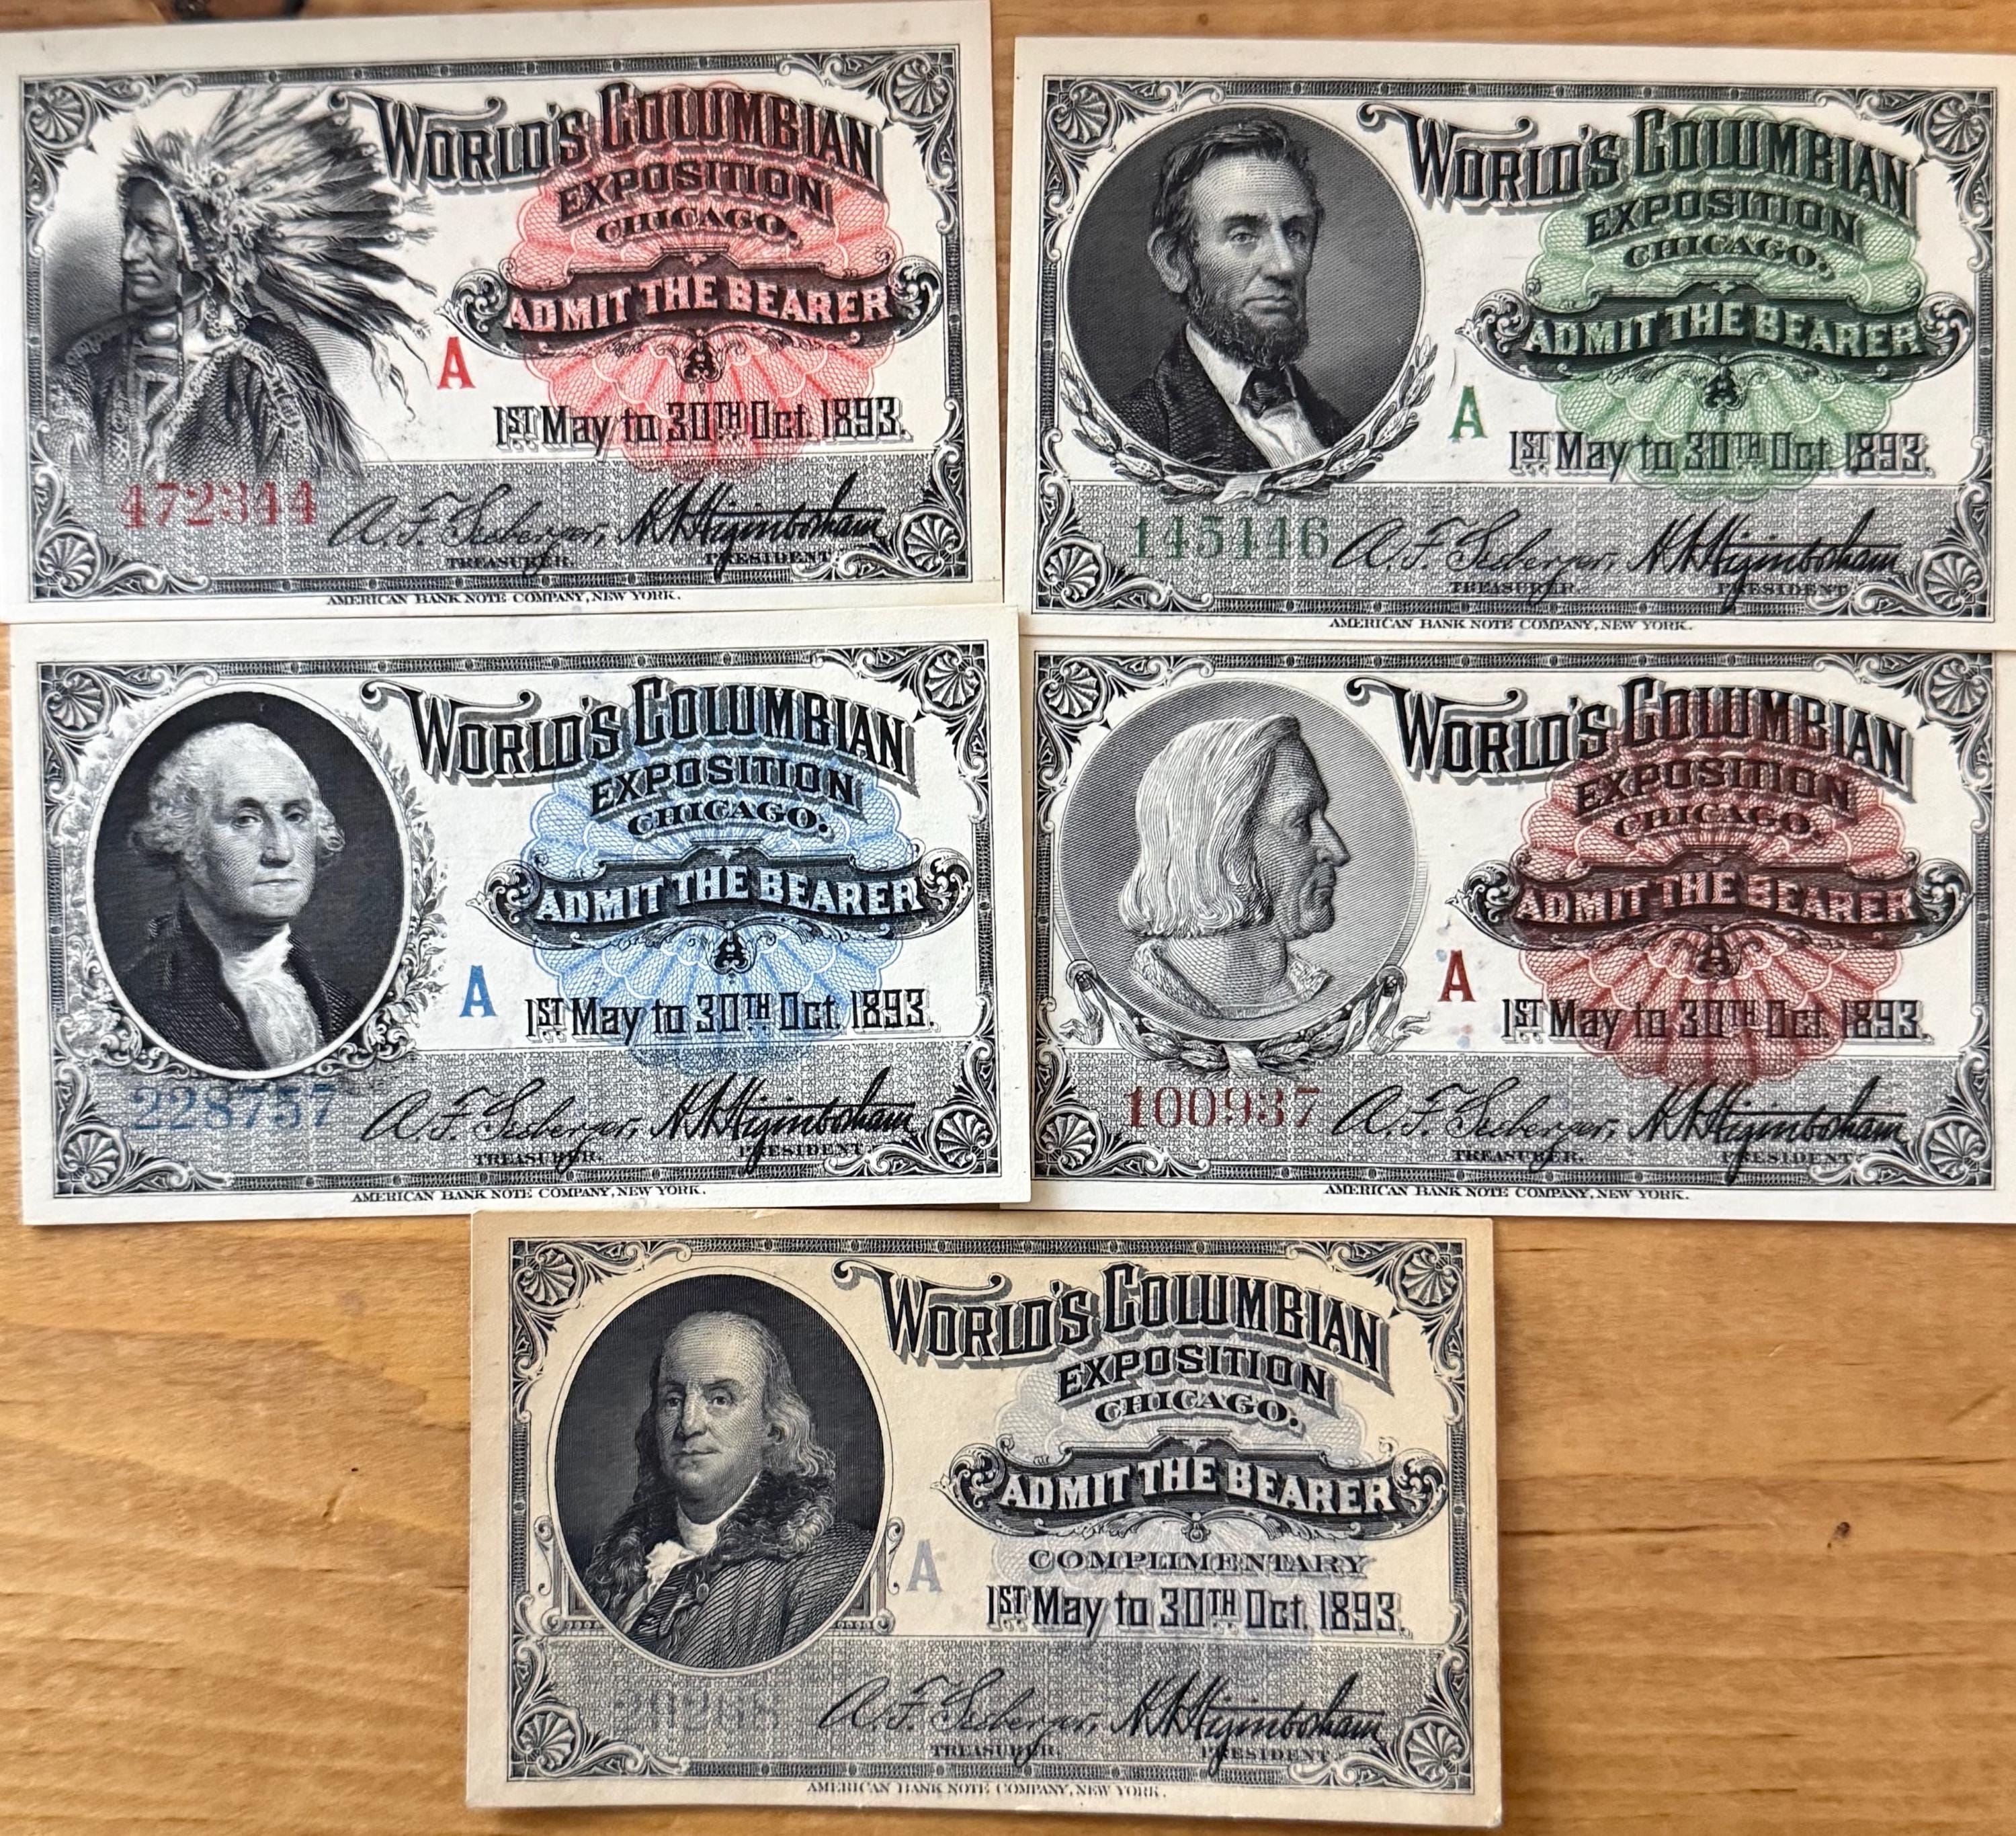 WORLD'S COLUMBIAN
EXPOSITION
CHICAGO.
ADMIT THE BEARER
A
1ST May to 30TH Oct. 1893.
472344
A. F. Seeberger,
TREASURER.
H N Higinbotham
PRESIDENT.
AMERICAN BANK NOTE COMPANY, NEW YORK.
WORLD'S COLUMBIAN
EXPOSITION
CHICAGO.
ADMIT THE BEARER
A
1ST May to 30TH Oct. 1893.
145146
A. F. Seeberger,
TREASURER.
H N Higinbotham
PRESIDENT.
AMERICAN BANK NOTE COMPANY, NEW YORK.
WORLD'S COLUMBIAN
EXPOSITION
CHICAGO.
ADMIT THE BEARER
A
1ST May to 30TH Oct. 1893.
228757
A. F. Seeberger,
TREASURER.
H N Higinbotham
PRESIDENT.
AMERICAN BANK NOTE COMPANY, NEW YORK.
WORLD'S COLUMBIAN
EXPOSITION
CHICAGO.
ADMIT THE BEARER
A
1ST May to 30TH Oct. 1893.
100937
A. F. Seeberger,
TREASURER.
H N Higinbotham
PRESIDENT.
AMERICAN BANK NOTE COMPANY, NEW YORK.
WORLD'S COLUMBIAN
EXPOSITION
CHICAGO.
ADMIT THE BEARER
A
COMPLIMENTARY
1ST May to 30TH Oct. 1893.
A. F. Seeberger,
TREASURER.
H N Higinbotham
PRESIDENT.
AMERICAN BANK NOTE COMPANY, NEW YORK.